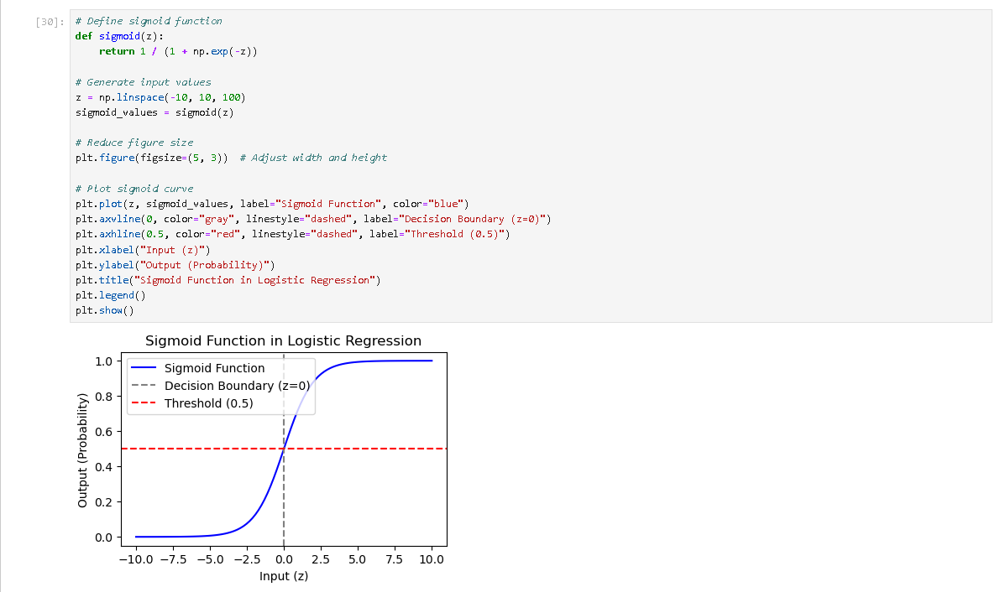 [30]:
# Define sigmoid function
def sigmoid(z):
    return 1 / (1 + np.exp(-z))
# Generate input values
z = np.linspace(-10, 10, 100)
sigmoid_values = sigmoid(z)
# Reduce figure size
plt.figure(figsize=(5, 3))  # Adjust width and height
# Plot sigmoid curve
plt.plot(z, sigmoid_values, label="Sigmoid Function", color="blue")
plt.axvline(0, color="gray", linestyle="dashed", label="Decision Boundary (z=0)")
plt.axhline(0.5, color="red", linestyle="dashed", label="Threshold (0.5)")
plt.xlabel("Input (z)")
plt.ylabel("Output (Probability)")
plt.title("Sigmoid Function in Logistic Regression")
plt.legend()
plt.show()
Sigmoid Function in Logistic Regression
Sigmoid Function
Decision Boundary (z=0)
Threshold (0.5)
Output (Probability)
1.0
0.8
0.6
0.4
0.2
0.0
−10.0 −7.5 −5.0 −2.5 0.0 2.5 5.0 7.5 10.0
Input (z)